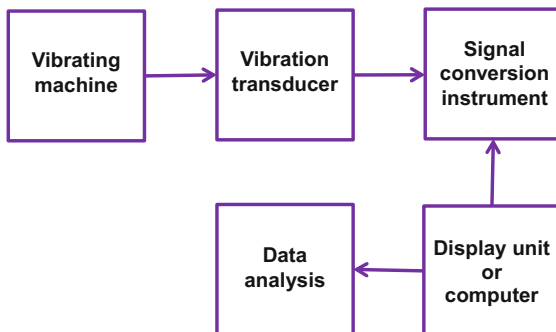 Vibrating
machine
Vibration
transducer
Signal
conversion
instrument
Data
analysis
Display unit
or
computer